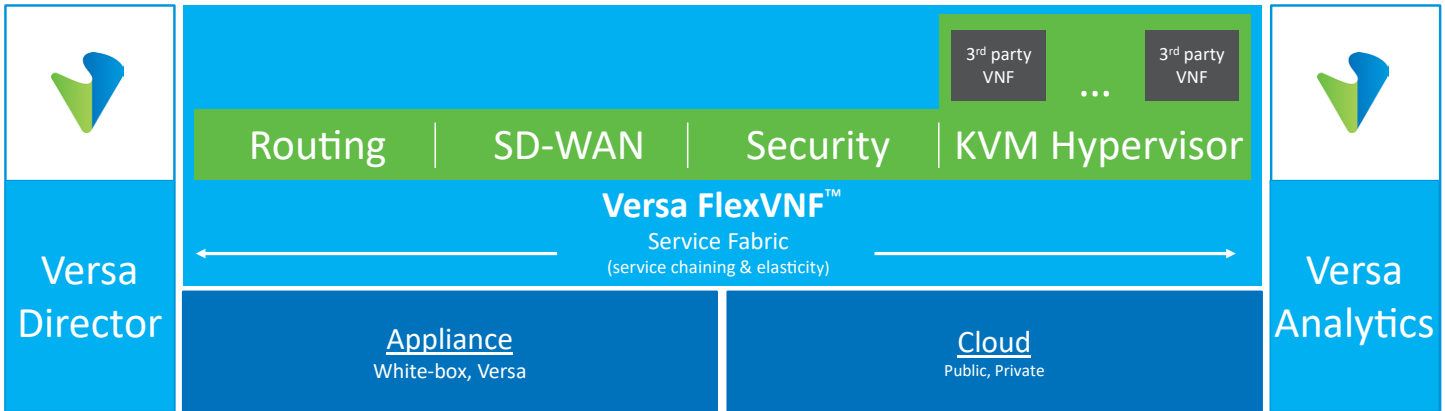 Versa
Director
3rd party
VNF
...
3rd party
VNF
Routing
SD-WAN
Security
KVM Hypervisor
Versa FlexVNF™
Service Fabric
(service chaining & elasticity)
Appliance
White-box, Versa
Cloud
Public, Private
Versa
Analytics